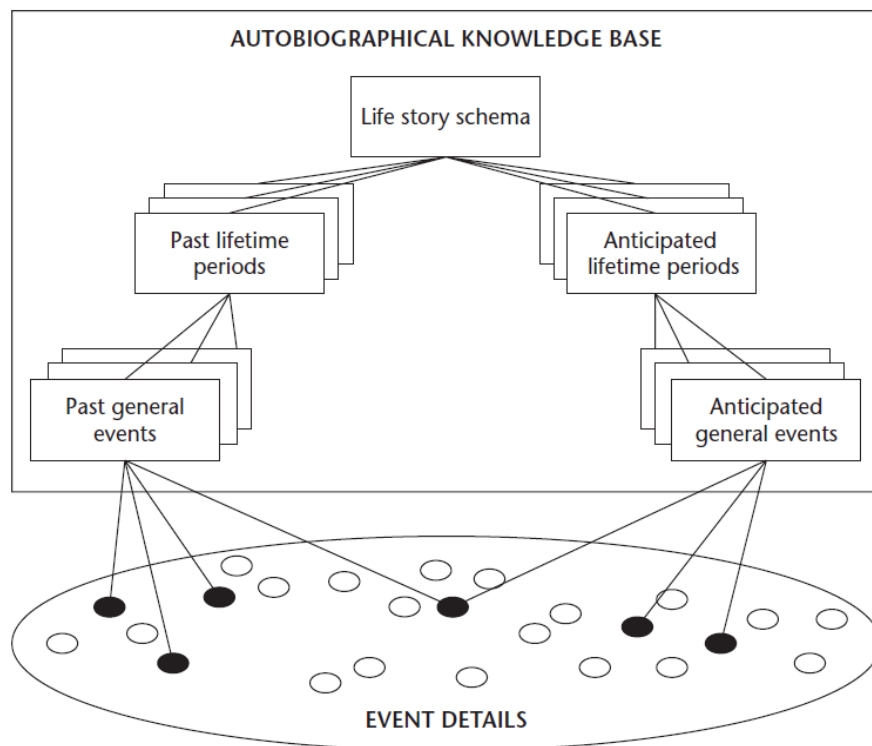 AUTOBIOGRAPHICAL KNOWLEDGE BASE
Life story schema
Past lifetime
periods
Anticipated
lifetime periods
Past general
events
Anticipated
general events
EVENT DETAILS